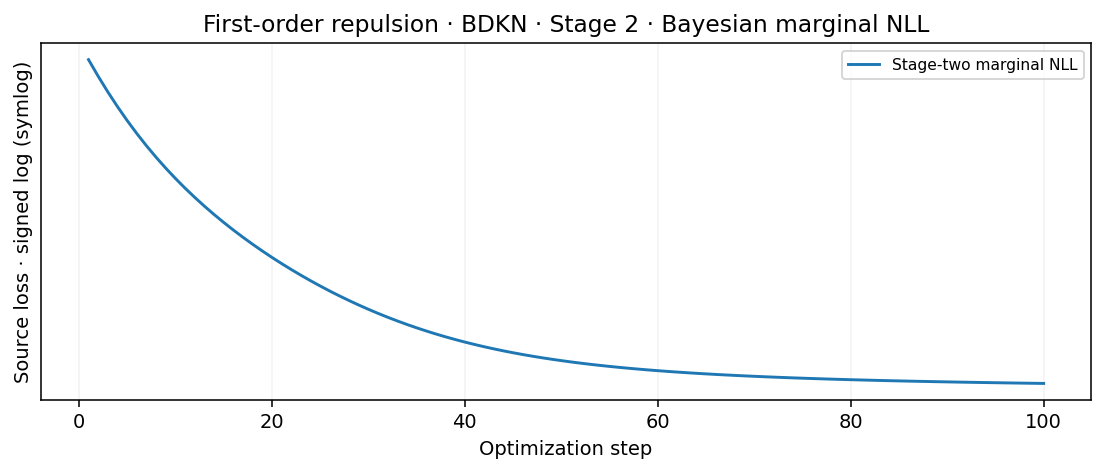 First-order repulsion · BDKN · Stage 2 · Bayesian marginal NLL
Stage-two marginal NLL
Source loss · signed log (symlog)
0 20 40 60 80 100
Optimization step